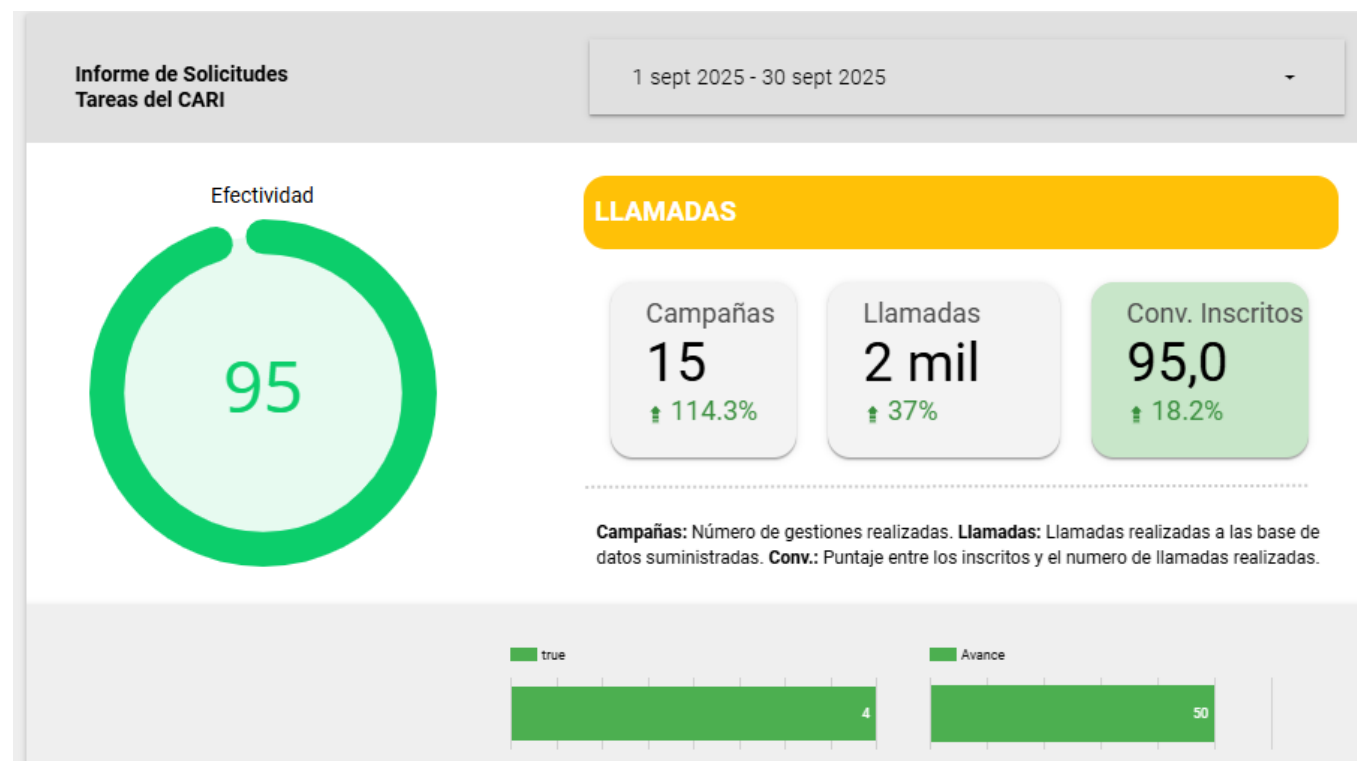 Informe de Solicitudes
Tareas del CARI
1 sept 2025 - 30 sept 2025
Efectividad
95
LLAMADAS
Campañas
15
114.3%
Llamadas
2 mil
37%
Conv. Inscritos
95,0
18.2%
Campañas: Número de gestiones realizadas. Llamadas: Llamadas realizadas a las base de
datos suministradas. Conv.: Puntaje entre los inscritos y el numero de llamadas realizadas.
true
4
Avance
50